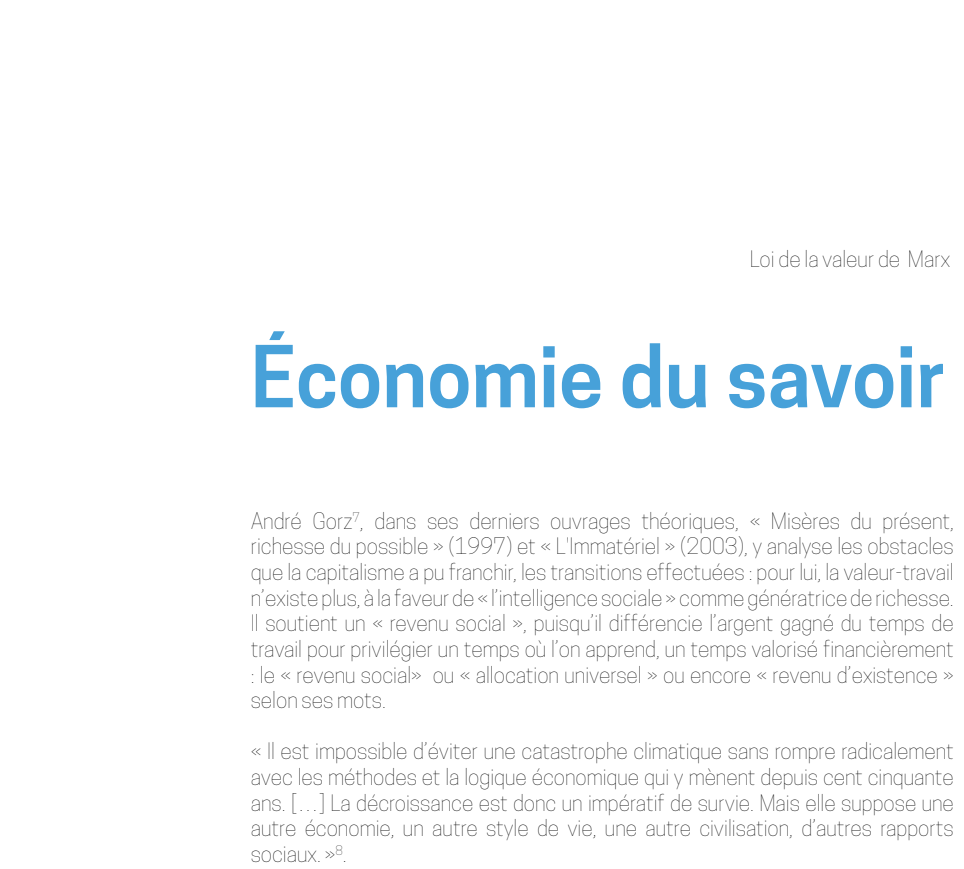 Loi de la valeur de  Marx
Économie du savoir
André Gorz⁷, dans ses derniers ouvrages théoriques, « Misères du présent,
richesse du possible » (1997) et « L'Immatériel » (2003), y analyse les obstacles
que la capitalisme a pu franchir, les transitions effectuées : pour lui, la valeur-travail
n’existe plus, à la faveur de « l’intelligence sociale » comme génératrice de richesse.
Il soutient un « revenu social », puisqu’il différencie l’argent gagné du temps de
travail pour privilégier un temps où l’on apprend, un temps valorisé financièrement
: le « revenu social»  ou « allocation universel » ou encore « revenu d’existence »
selon ses mots.
« Il est impossible d’éviter une catastrophe climatique sans rompre radicalement
avec les méthodes et la logique économique qui y mènent depuis cent cinquante
ans. […] La décroissance est donc un impératif de survie. Mais elle suppose une
autre économie, un autre style de vie, une autre civilisation, d’autres rapports
sociaux. »⁸.